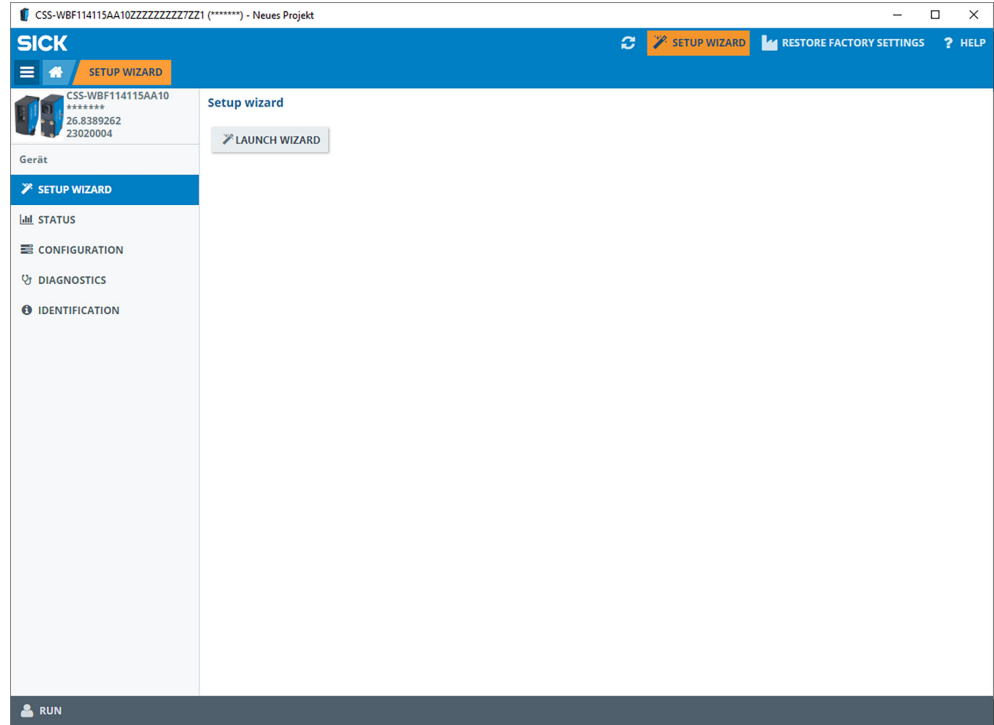 CSS-WBF114115AA10ZZZZZZZZZ7ZZ1 (*******) - Neues Projekt
SICK
SETUP WIZARD
RESTORE FACTORY SETTINGS
? HELP
SETUP WIZARD
CSS-WBF114115AA10
*******
26.8389262
23020004
Setup wizard
LAUNCH WIZARD
Gerät
SETUP WIZARD
STATUS
CONFIGURATION
DIAGNOSTICS
IDENTIFICATION
RUN